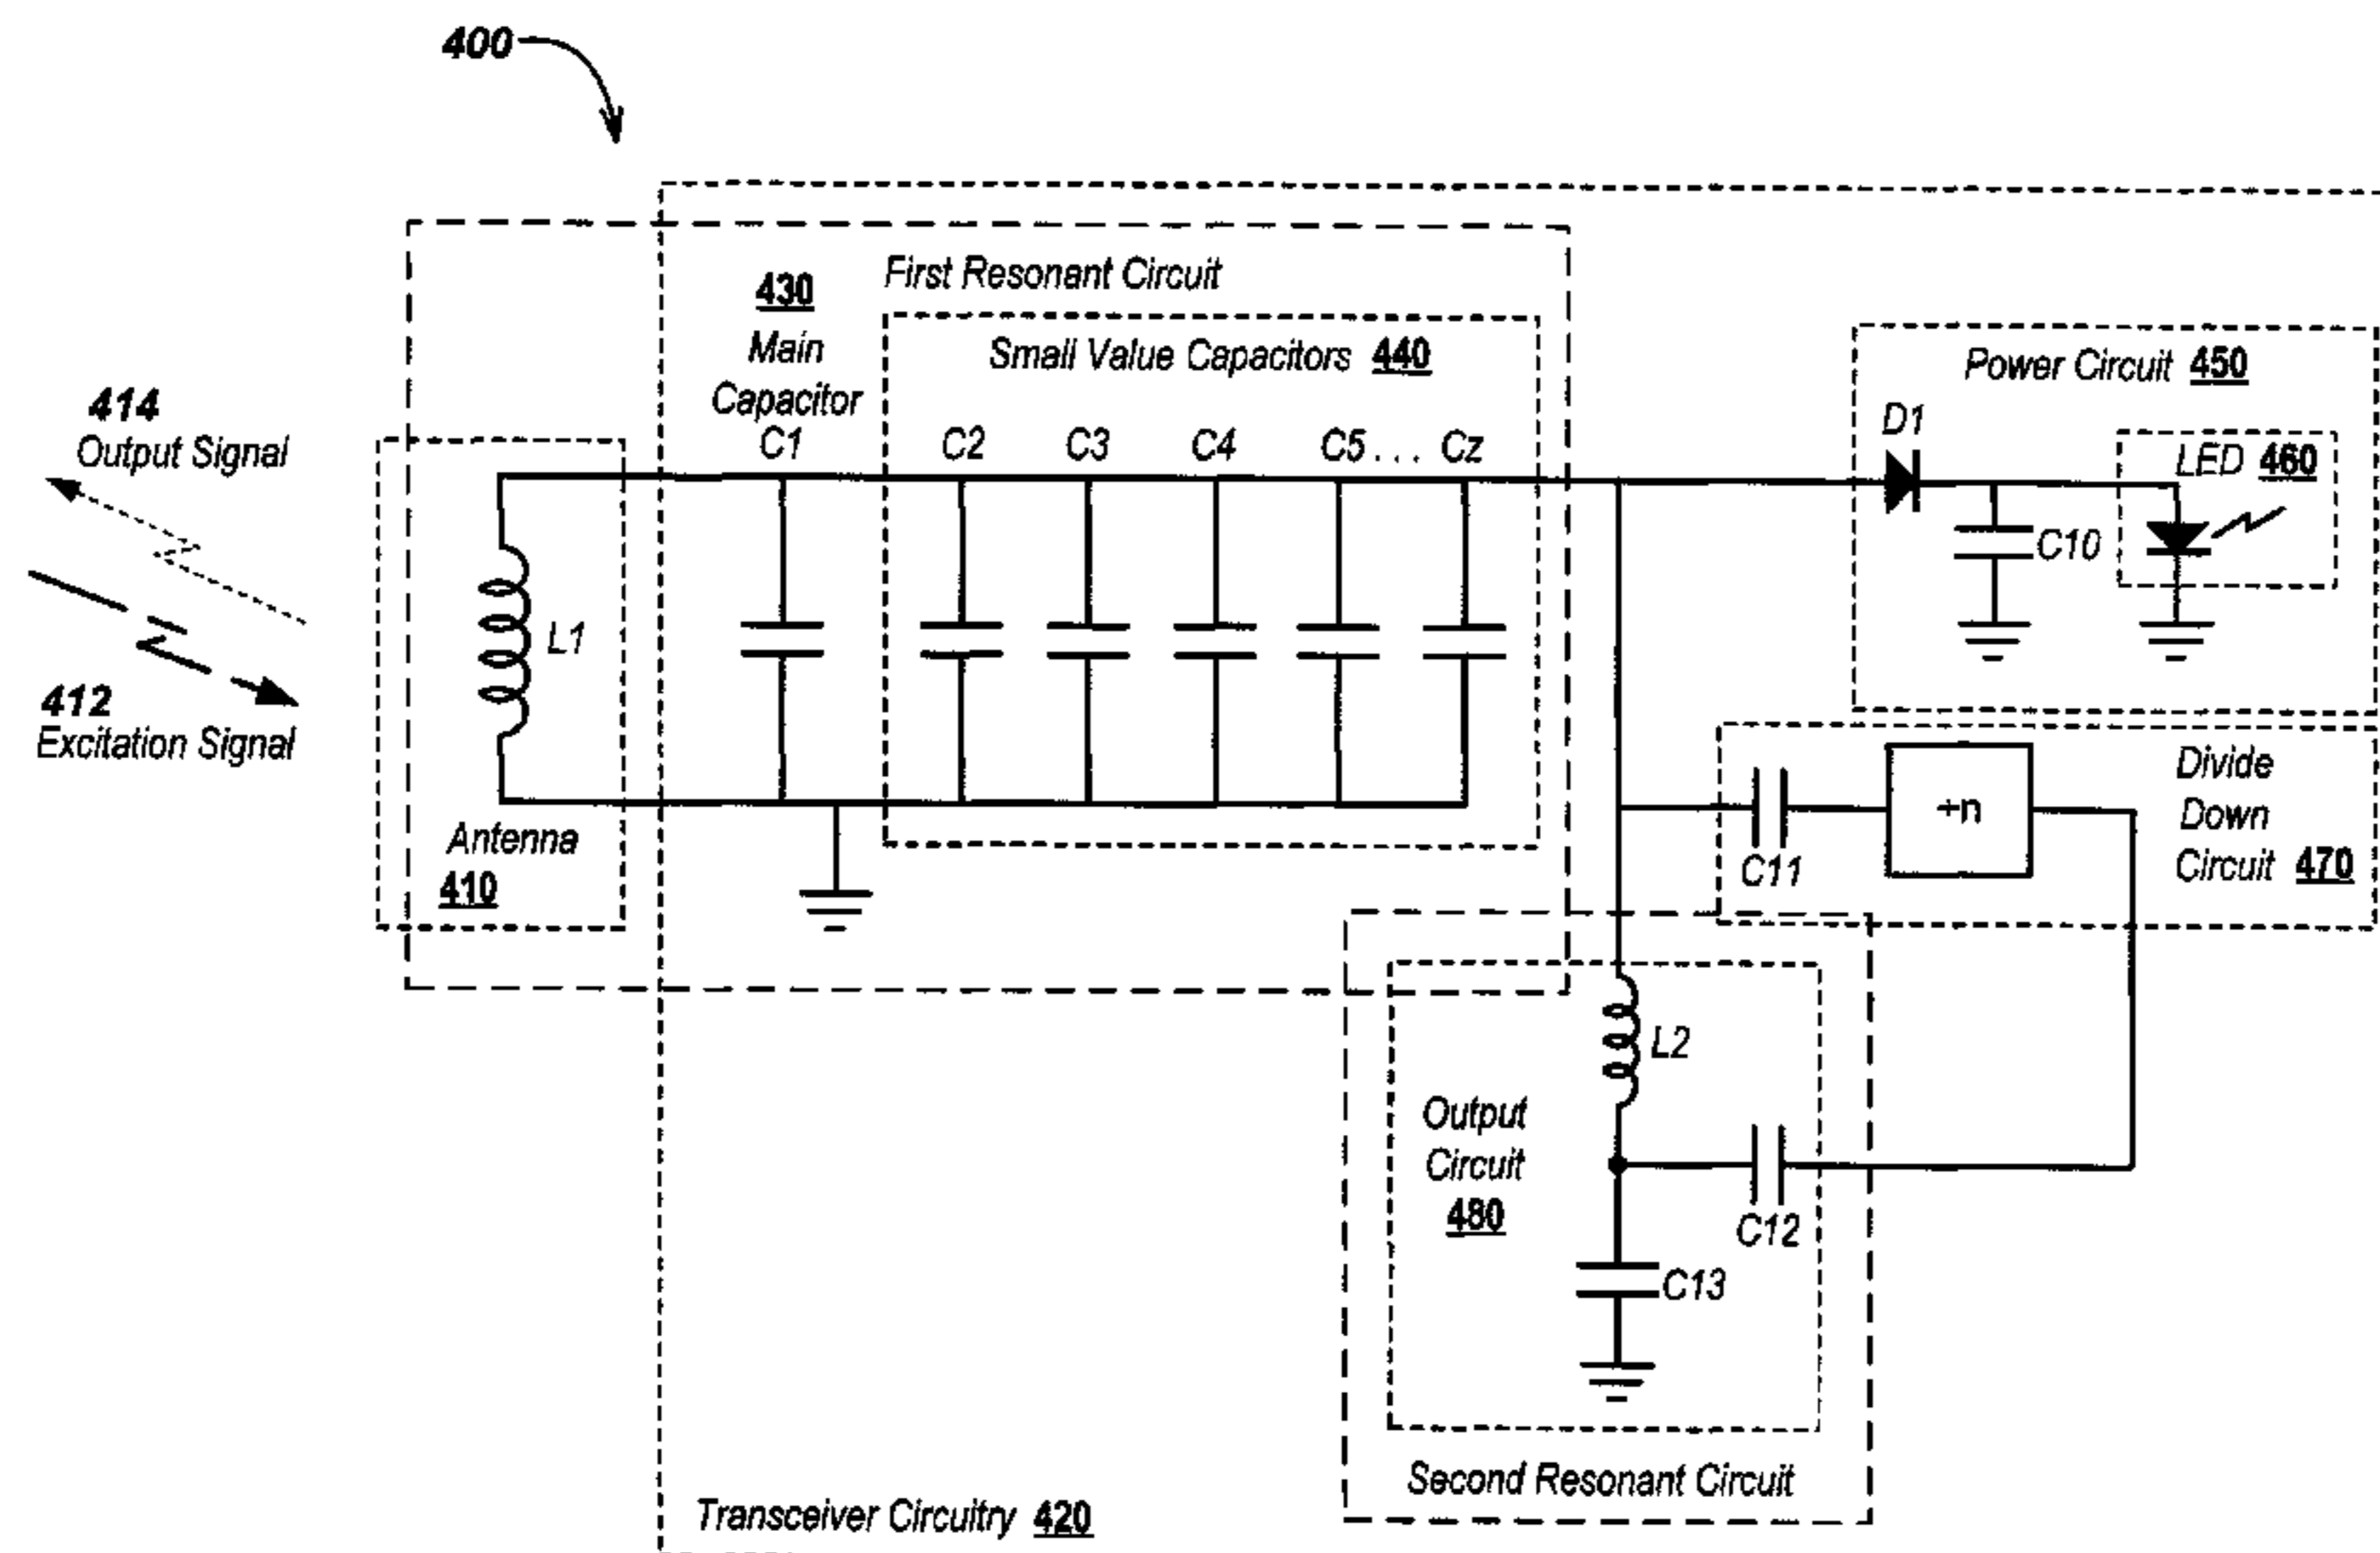 400
First Resonant Circuit
430
Main
Capacitor
C1
Small Value Capacitors 440
C2 C3 C4 C5... Cz
Power Circuit 450
D1
LED 460
C10
414
Output Signal
412
Excitation Signal
L1
Antenna
410
+n
C11
Divide
Down
Circuit 470
L2
Output
Circuit
480
C12
C13
Second Resonant Circuit
Transceiver Circuitry 420